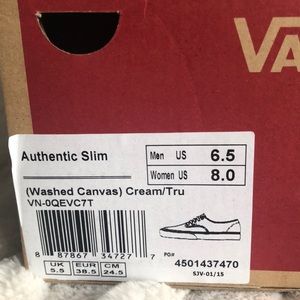 VA
Authentic Slim
Men US 6.5
Women US 8.0
(Washed Canvas) Cream/Tru
VN-0QEVC7T
8 87867 34727 7
PO# 4501437470
SJV-01/15
UK EUR CM
5.5 38.5 24.5